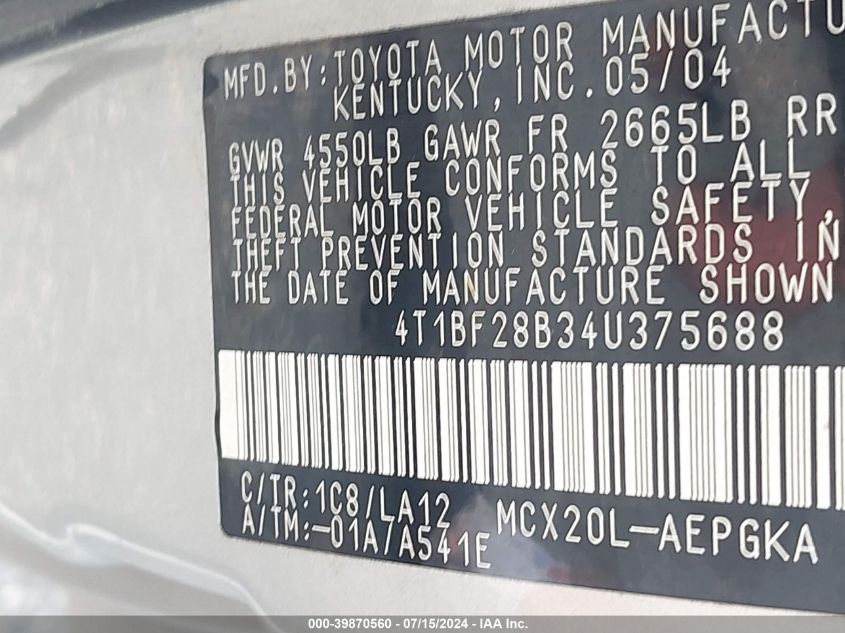 MFD.BY:TOYOTA MOTOR MANUFACTU
KENTUCKY,INC.05/04
GVWR 4550LB GAWR FR 2665LB RR
THIS VEHICLE CONFORMS TO ALL
FEDERAL MOTOR VEHICLE SAFETY,
THEFT PREVENTION STANDARDS IN
THE DATE OF MANUFACTURE SHOWN
4T1BF28B34U375688
C/TR:1C8/LA12 MCX20L-AEPGKA
A/TM:-01A/A541E
000-39870560 - 07/15/2024 - IAA Inc.